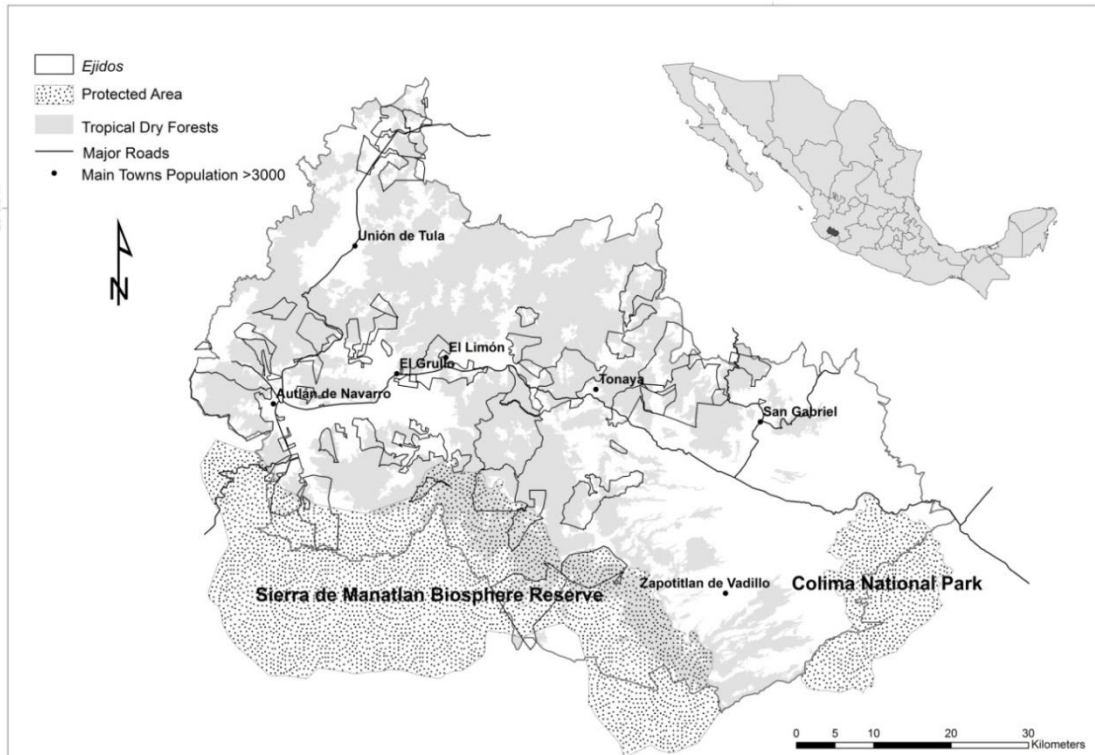 Ejidos
Protected Area
Tropical Dry Forests
Major Roads
Main Towns Population >3000
N
Unión de Tula
El Limón
El Grullo
Tonaya
Autlán de Navarro
San Gabriel
Zapotitlan de Vadillo
Colima National Park
Sierra de Manatlan Biosphere Reserve
0 5 10 20 30
Kilometers